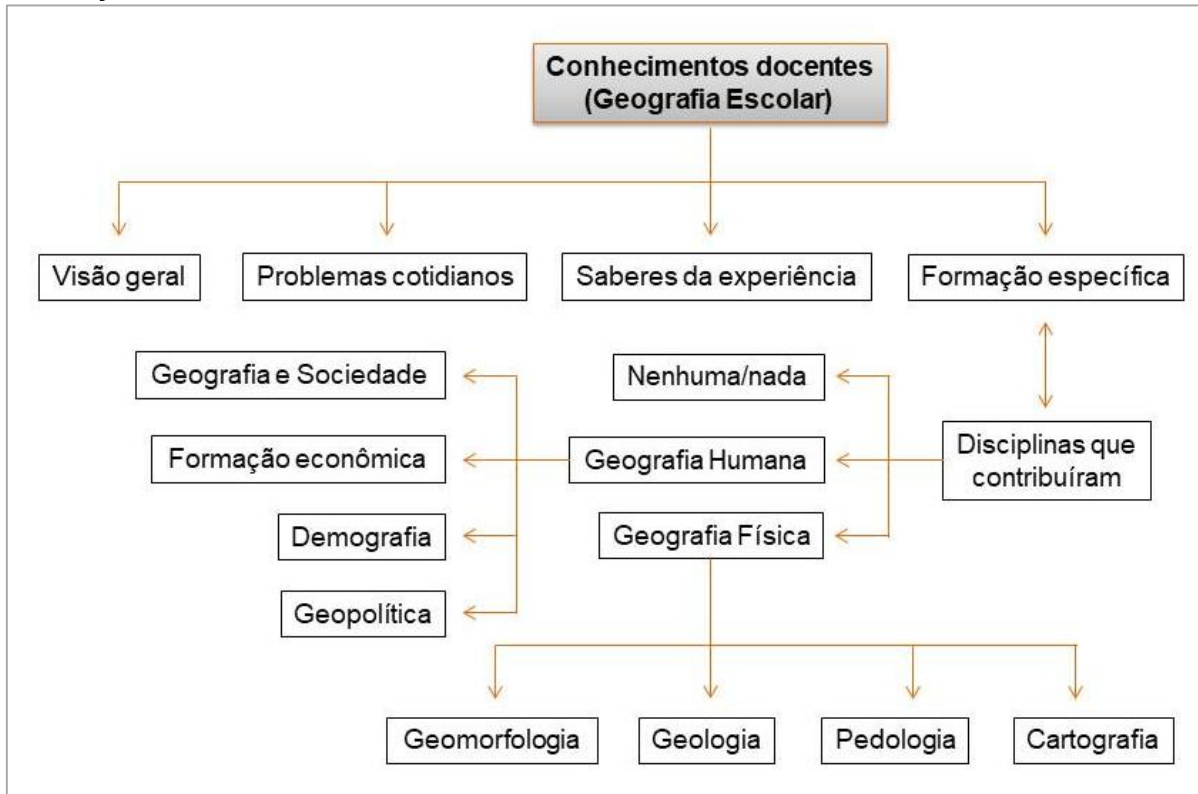 Conhecimentos docentes
(Geografia Escolar)
Visão geral
Problemas cotidianos
Saberes da experiência
Formação específica
Geografia e Sociedade
Nenhuma/nada
Formação econômica
Geografia Humana
Disciplinas que
contribuíram
Demografia
Geografia Física
Geopolítica
Geomorfologia
Geologia
Pedologia
Cartografia